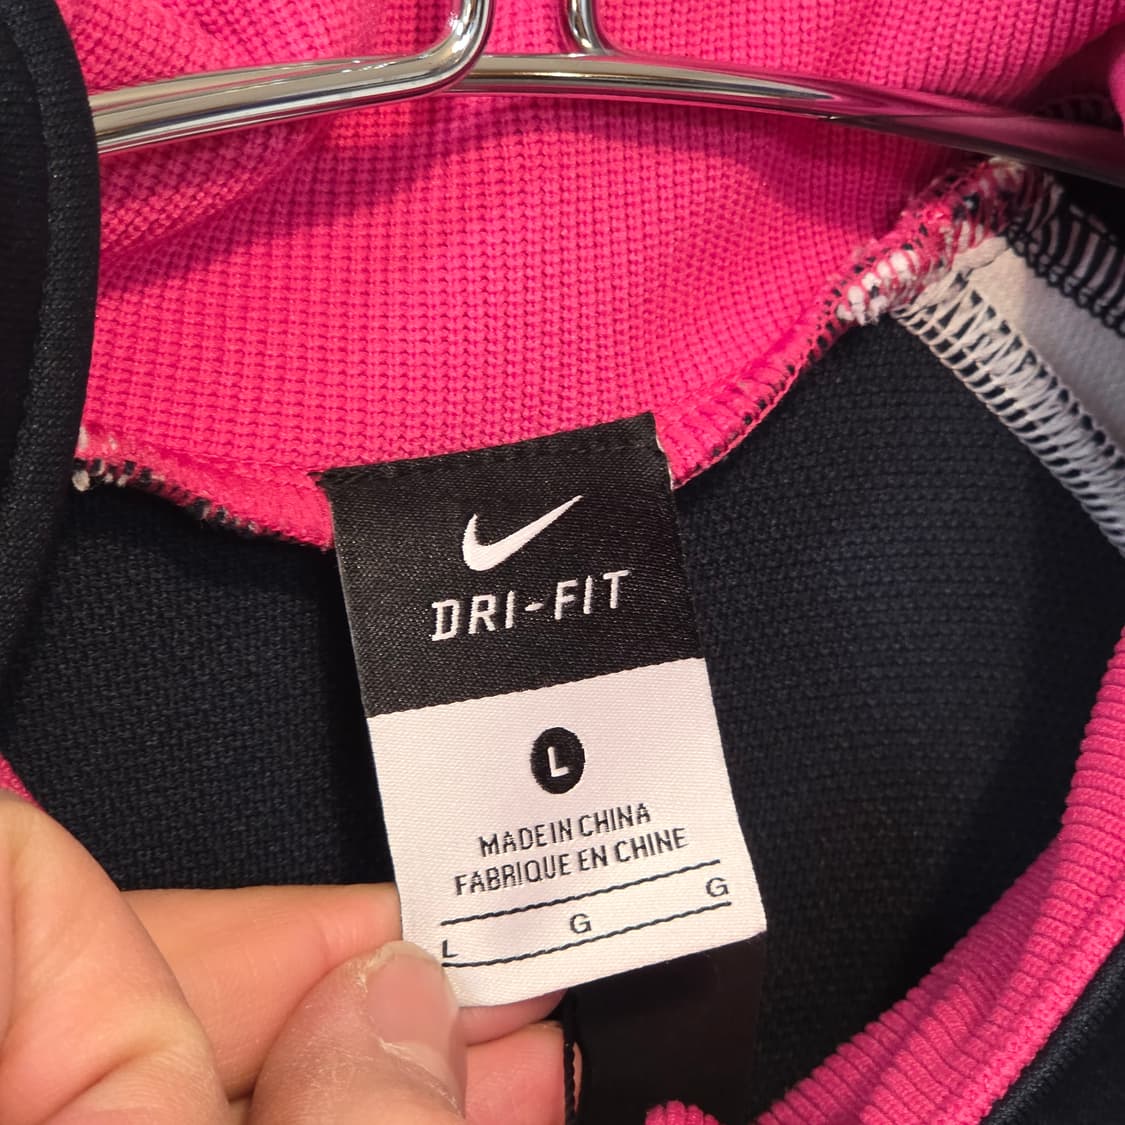 DRI-FIT
L
MADE IN CHINA
FABRIQUE EN CHINE
L G G